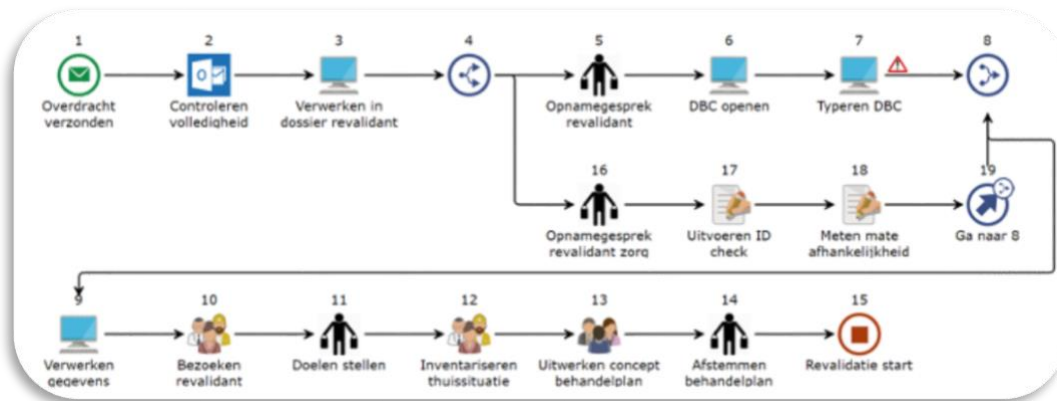 1 2 3 4 5 6 7 8
Overdracht verzonden
Controleren volledigheid
Verwerken in dossier revalidant
Opnamegesprek revalidant
DBC openen
Typeren DBC
16 17 18 19
Opnamegesprek revalidant zorg
Uitvoeren ID check
Meten mate afhankelijkheid
Ga naar 8
9 10 11 12 13 14 15
Verwerken gegevens
Bezoeken revalidant
Doelen stellen
Inventariseren thuissituatie
Uitwerken concept behandelplan
Afstemmen behandelplan
Revalidatie start